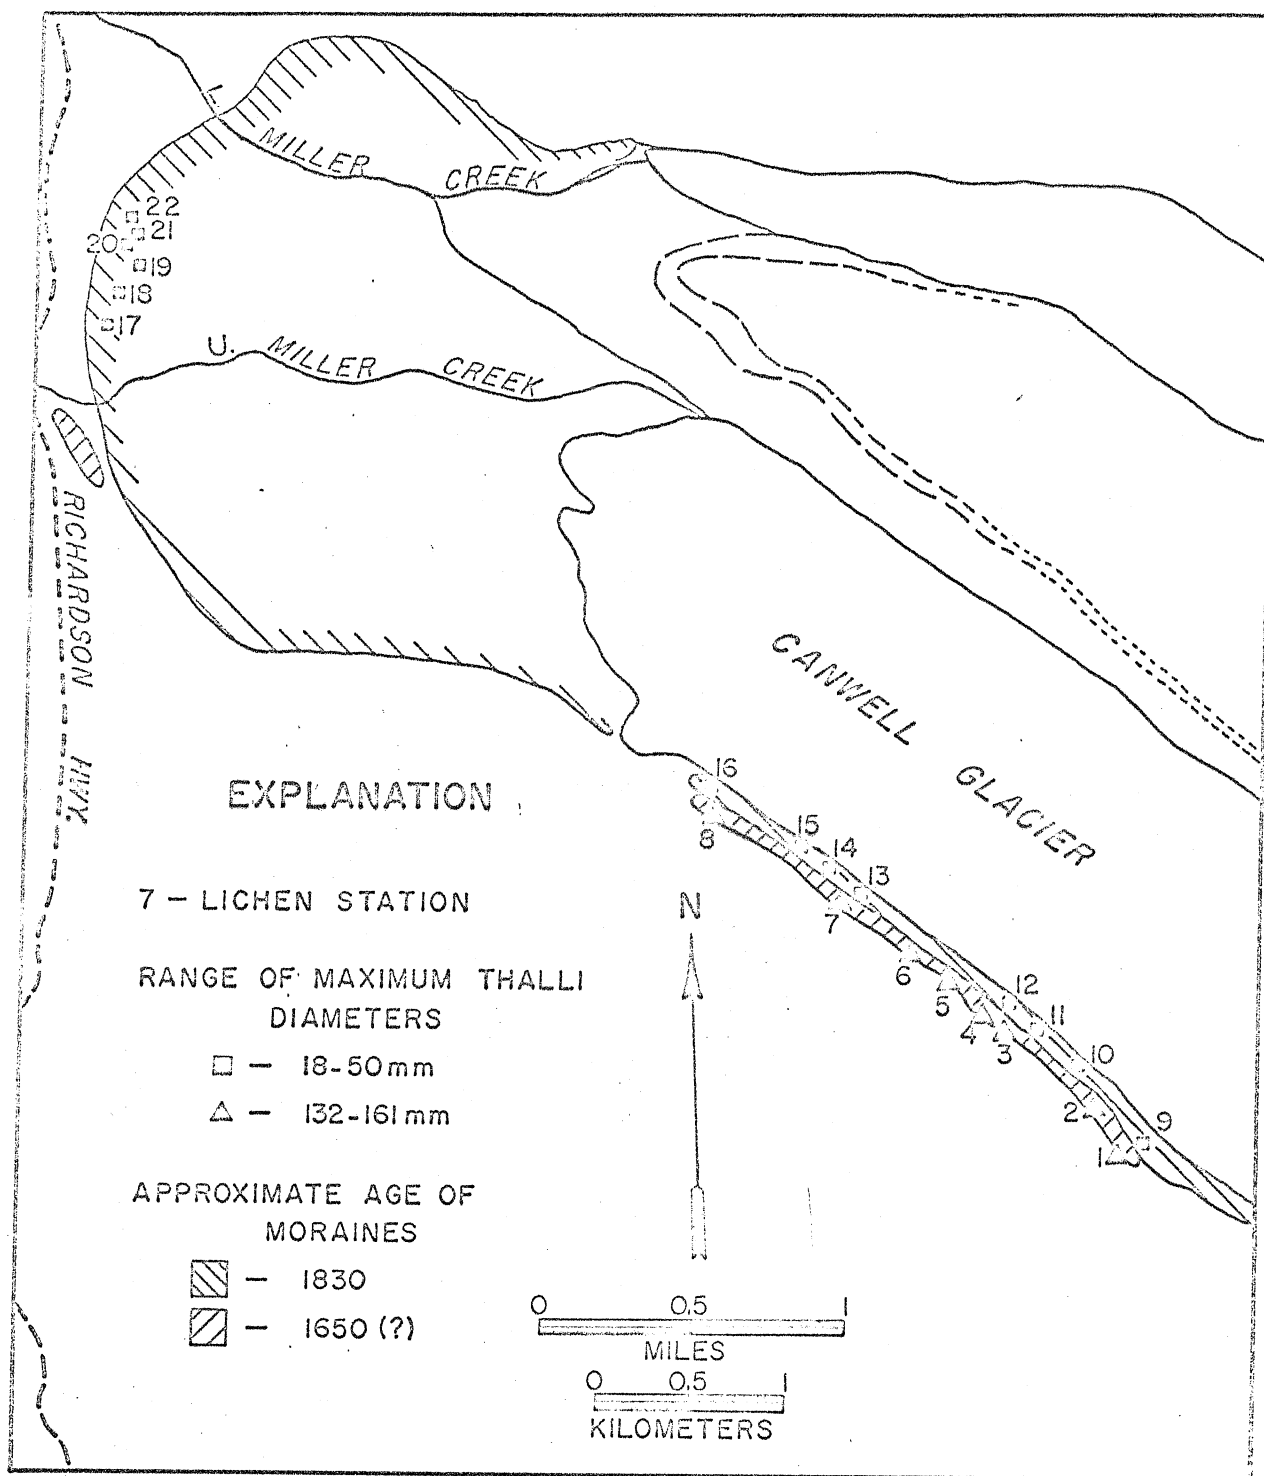 L. MILLER CREEK
22
21
20
19
18
17
U. MILLER CREEK
RICHARDSON HWY.
CANWELL GLACIER
16
15
14
13
8
7
6
5
4
3
12
11
10
9
2
1
N
EXPLANATION
7 – LICHEN STATION
RANGE OF MAXIMUM THALLI
DIAMETERS
– 18-50mm
– 132-161mm
APPROXIMATE AGE OF
MORAINES
– 1830
– 1650 (?)
0 0.5 1
MILES
0 0.5 1
KILOMETERS